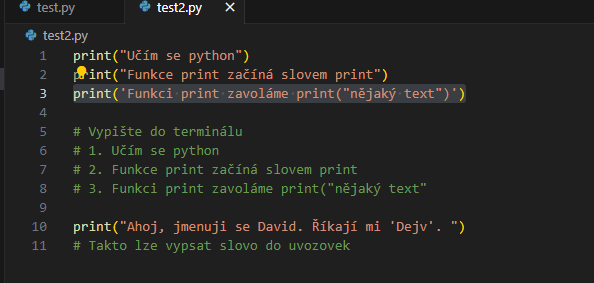 test.py test2.py
test2.py
1 print("Učím se python")
2 print("Funkce print začíná slovem print")
3 print('Funkci print zavoláme print("nějaký text")')
4
5 # Vypište do terminálu
6 # 1. Učím se python
7 # 2. Funkce print začíná slovem print
8 # 3. Funkci print zavoláme print("nějaký text"
9
10 print("Ahoj, jmenuji se David. Říkají mi 'Dejv'. ")
11 # Takto lze vypsat slovo do uvozovek